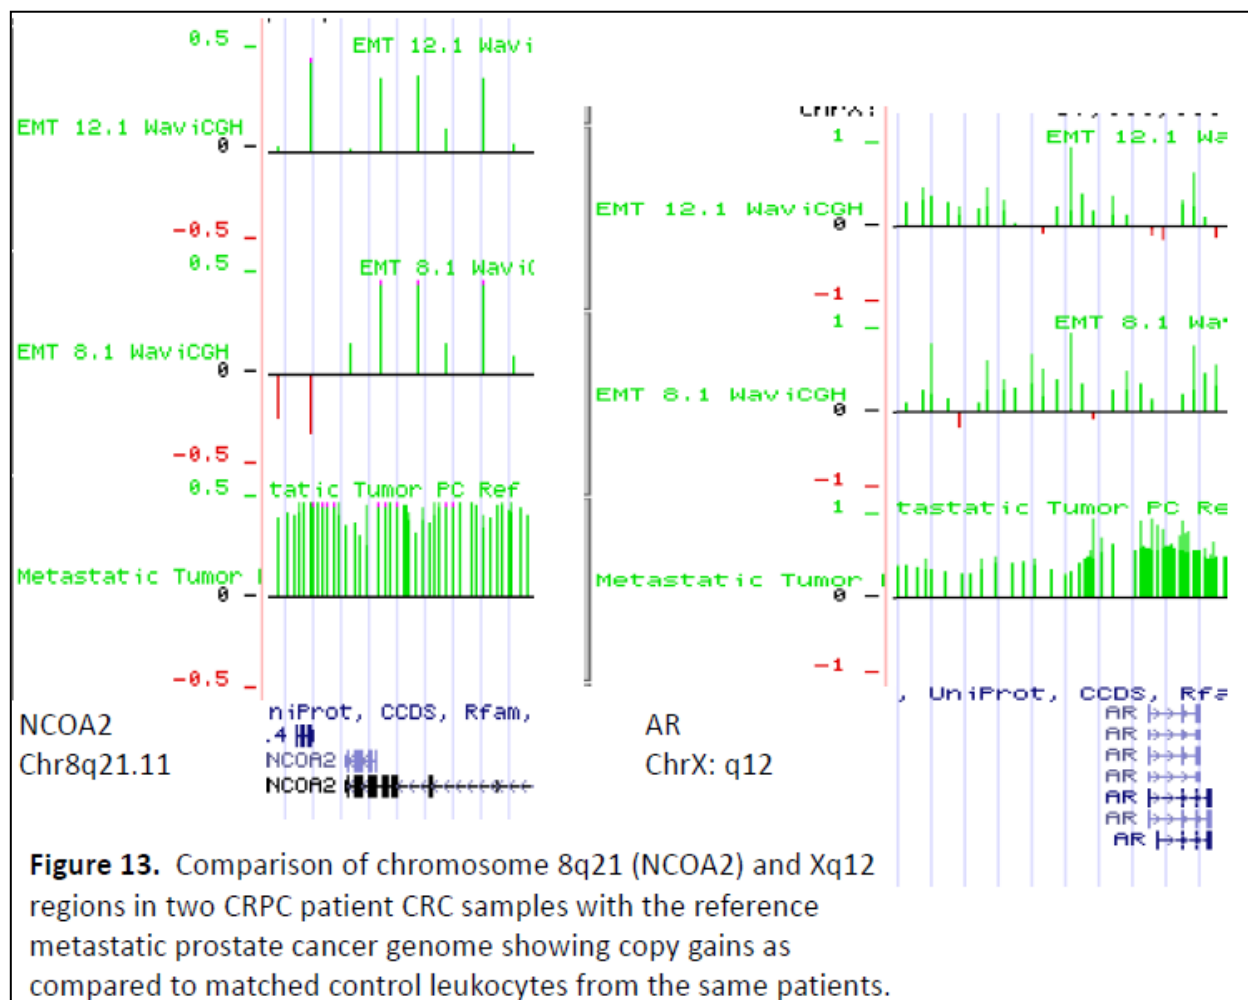 0.5
EMT 12.1 Wavi
EMT 12.1 WaviCGH
0
-0.5
0.5
EMT 8.1 Wavi
EMT 8.1 WaviCGH
0
-0.5
0.5
tatic Tumor PC Ref
Metastatic Tumor
0
-0.5
niProt, CCDS, Rfam,
.4
NCOA2
NCOA2
NCOA2
Chr8q21.11
1
EMT 12.1 Wa
EMT 12.1 WaviCGH
0
-1
1
EMT 8.1 Wa
EMT 8.1 WaviCGH
0
-1
1
tastatic Tumor PC Re
Metastatic Tumor
0
-1
, UniProt, CCDS, Rfa
AR
AR
AR
AR
AR
AR
AR
AR
ChrX: q12
Figure 13. Comparison of chromosome 8q21 (NCOA2) and Xq12
regions in two CRPC patient CRC samples with the reference
metastatic prostate cancer genome showing copy gains as
compared to matched control leukocytes from the same patients.